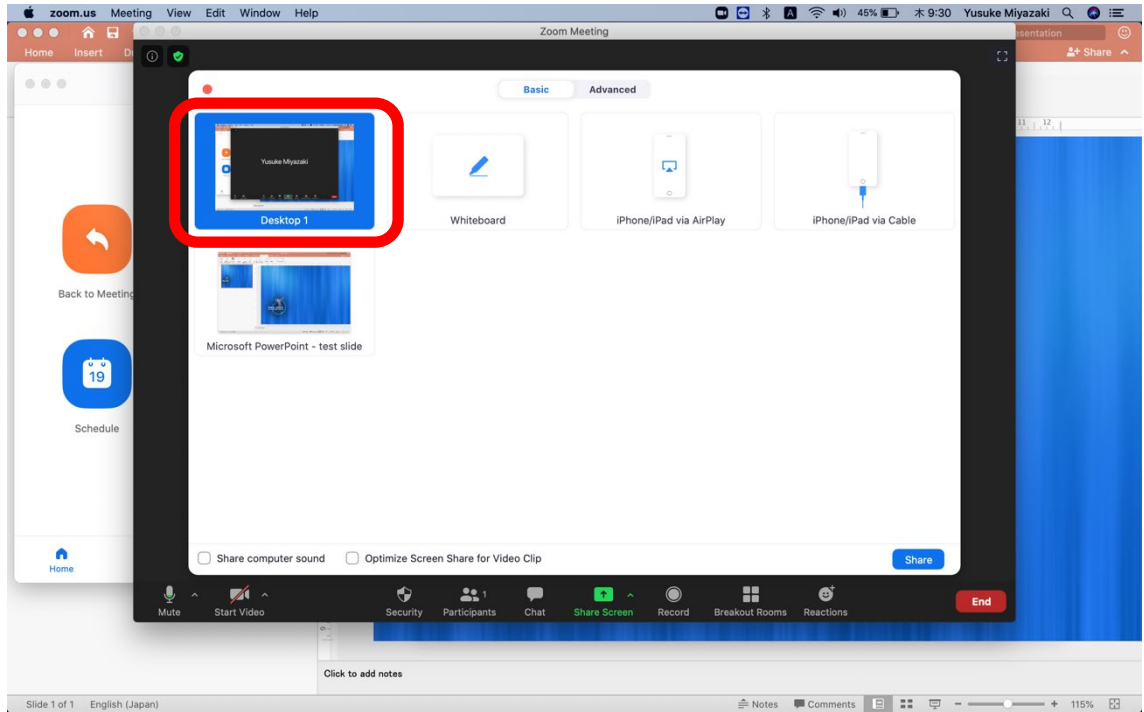 zoom.us Meeting View Edit Window Help 45% 木 9:30 Yusuke Miyazaki
Zoom Meeting
Home Insert
Share
Basic Advanced
11 12
Yusuke Miyazaki
Desktop 1
Whiteboard
iPhone/iPad via AirPlay
iPhone/iPad via Cable
Back to Meeting
Microsoft PowerPoint - test slide
19
Schedule
Home
Share computer sound
Optimize Screen Share for Video Clip
Share
Mute Start Video Security Participants 1 Chat Share Screen Record Breakout Rooms Reactions End
Click to add notes
Slide 1 of 1 English (Japan) Notes Comments 115%